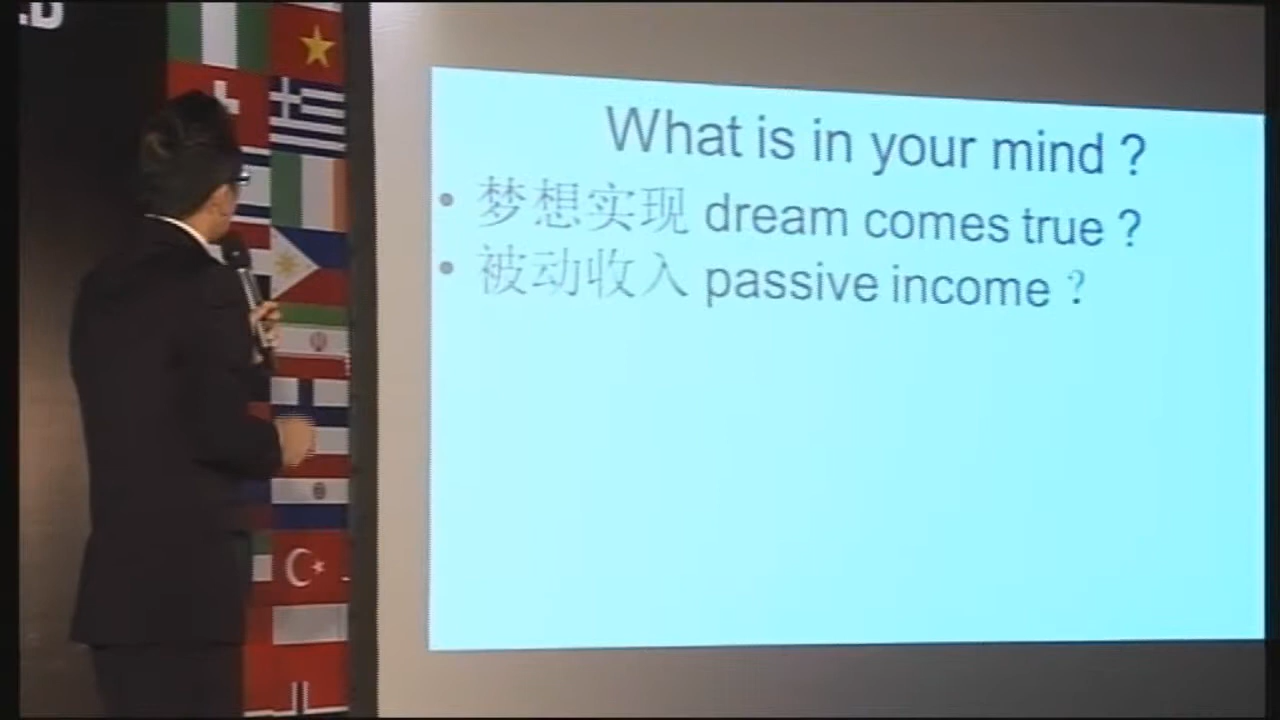 What is in your mind ?
• 梦想实现 dream comes true ?
• 被动收入 passive income ?